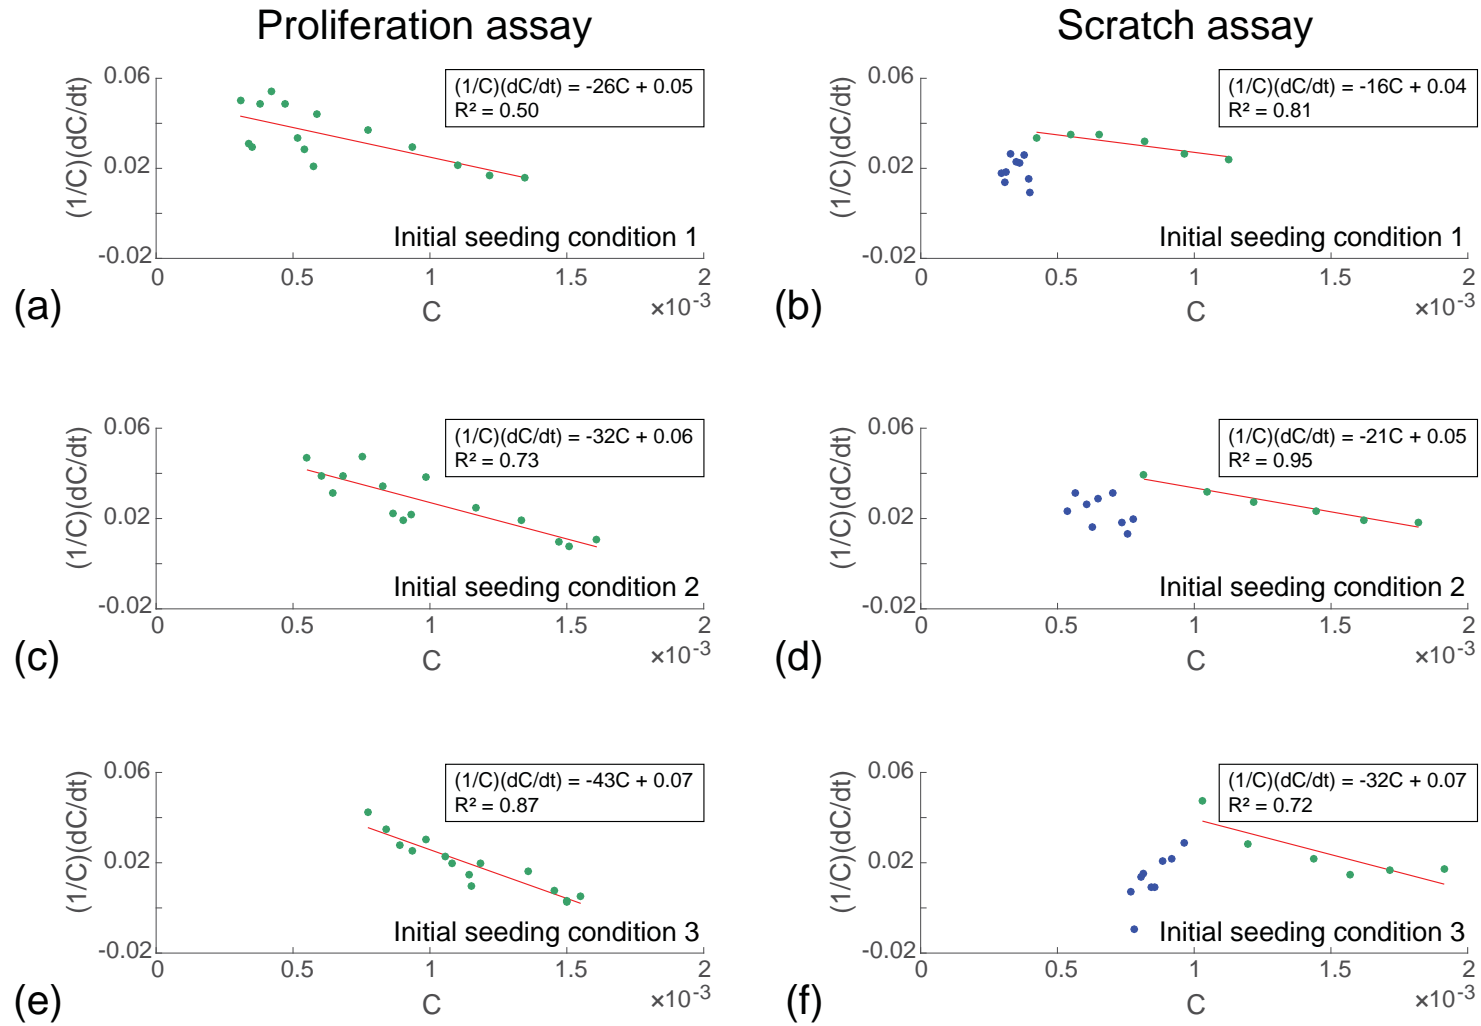 Proliferation assay
Scratch assay
(1/C)(dC/dt)
0.06
0.02
-0.02
(1/C)(dC/dt) = -26C + 0.05
R² = 0.50
Initial seeding condition 1
0
0.5
1
1.5
2
×10⁻³
C
(a)
(1/C)(dC/dt)
0.06
0.02
-0.02
(1/C)(dC/dt) = -16C + 0.04
R² = 0.81
Initial seeding condition 1
0
0.5
1
1.5
2
×10⁻³
C
(b)
(1/C)(dC/dt)
0.06
0.02
-0.02
(1/C)(dC/dt) = -32C + 0.06
R² = 0.73
Initial seeding condition 2
0
0.5
1
1.5
2
×10⁻³
C
(c)
(1/C)(dC/dt)
0.06
0.02
-0.02
(1/C)(dC/dt) = -21C + 0.05
R² = 0.95
Initial seeding condition 2
0
0.5
1
1.5
2
×10⁻³
C
(d)
(1/C)(dC/dt)
0.06
0.02
-0.02
(1/C)(dC/dt) = -43C + 0.07
R² = 0.87
Initial seeding condition 3
0
0.5
1
1.5
2
×10⁻³
C
(e)
(1/C)(dC/dt)
0.06
0.02
-0.02
(1/C)(dC/dt) = -32C + 0.07
R² = 0.72
Initial seeding condition 3
0
0.5
1
1.5
2
×10⁻³
C
(f)